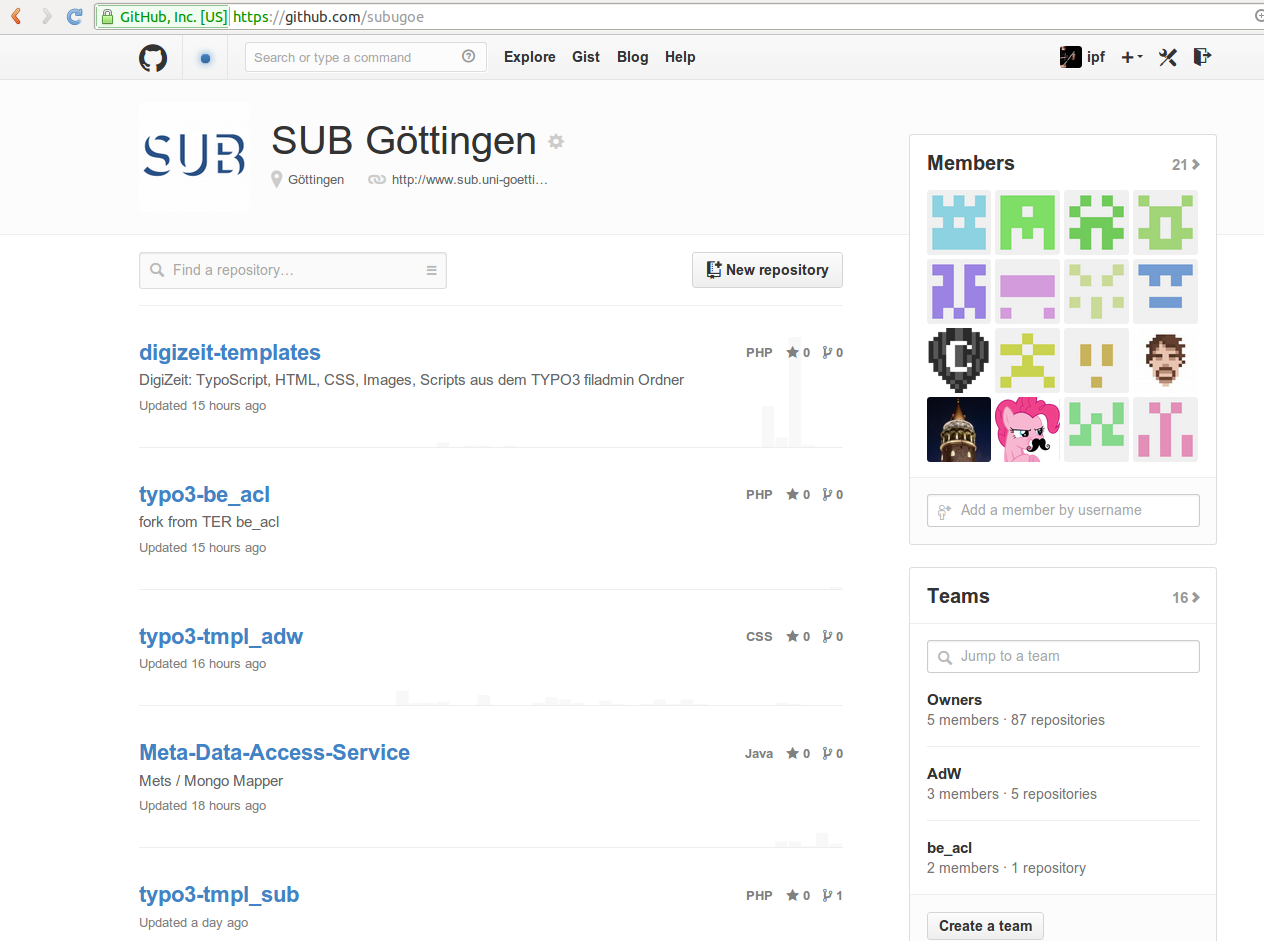 GitHub, Inc. [US] https://github.com/subugoe
Search or type a command
Explore Gist Blog Help
ipf
SUB
SUB Göttingen
Göttingen http://www.sub.uni-goetti…
Find a repository…
New repository
digizeit-templates
PHP 0 0
DigiZeit: TypoScript, HTML, CSS, Images, Scripts aus dem TYPO3 filadmin Ordner
Updated 15 hours ago
typo3-be_acl
PHP 0 0
fork from TER be_acl
Updated 15 hours ago
typo3-tmpl_adw
CSS 0 0
Updated 16 hours ago
Meta-Data-Access-Service
Java 0 0
Mets / Mongo Mapper
Updated 18 hours ago
typo3-tmpl_sub
PHP 0 1
Updated a day ago
Members
21
Add a member by username
Teams
16
Jump to a team
Owners
5 members · 87 repositories
AdW
3 members · 5 repositories
be_acl
2 members · 1 repository
Create a team